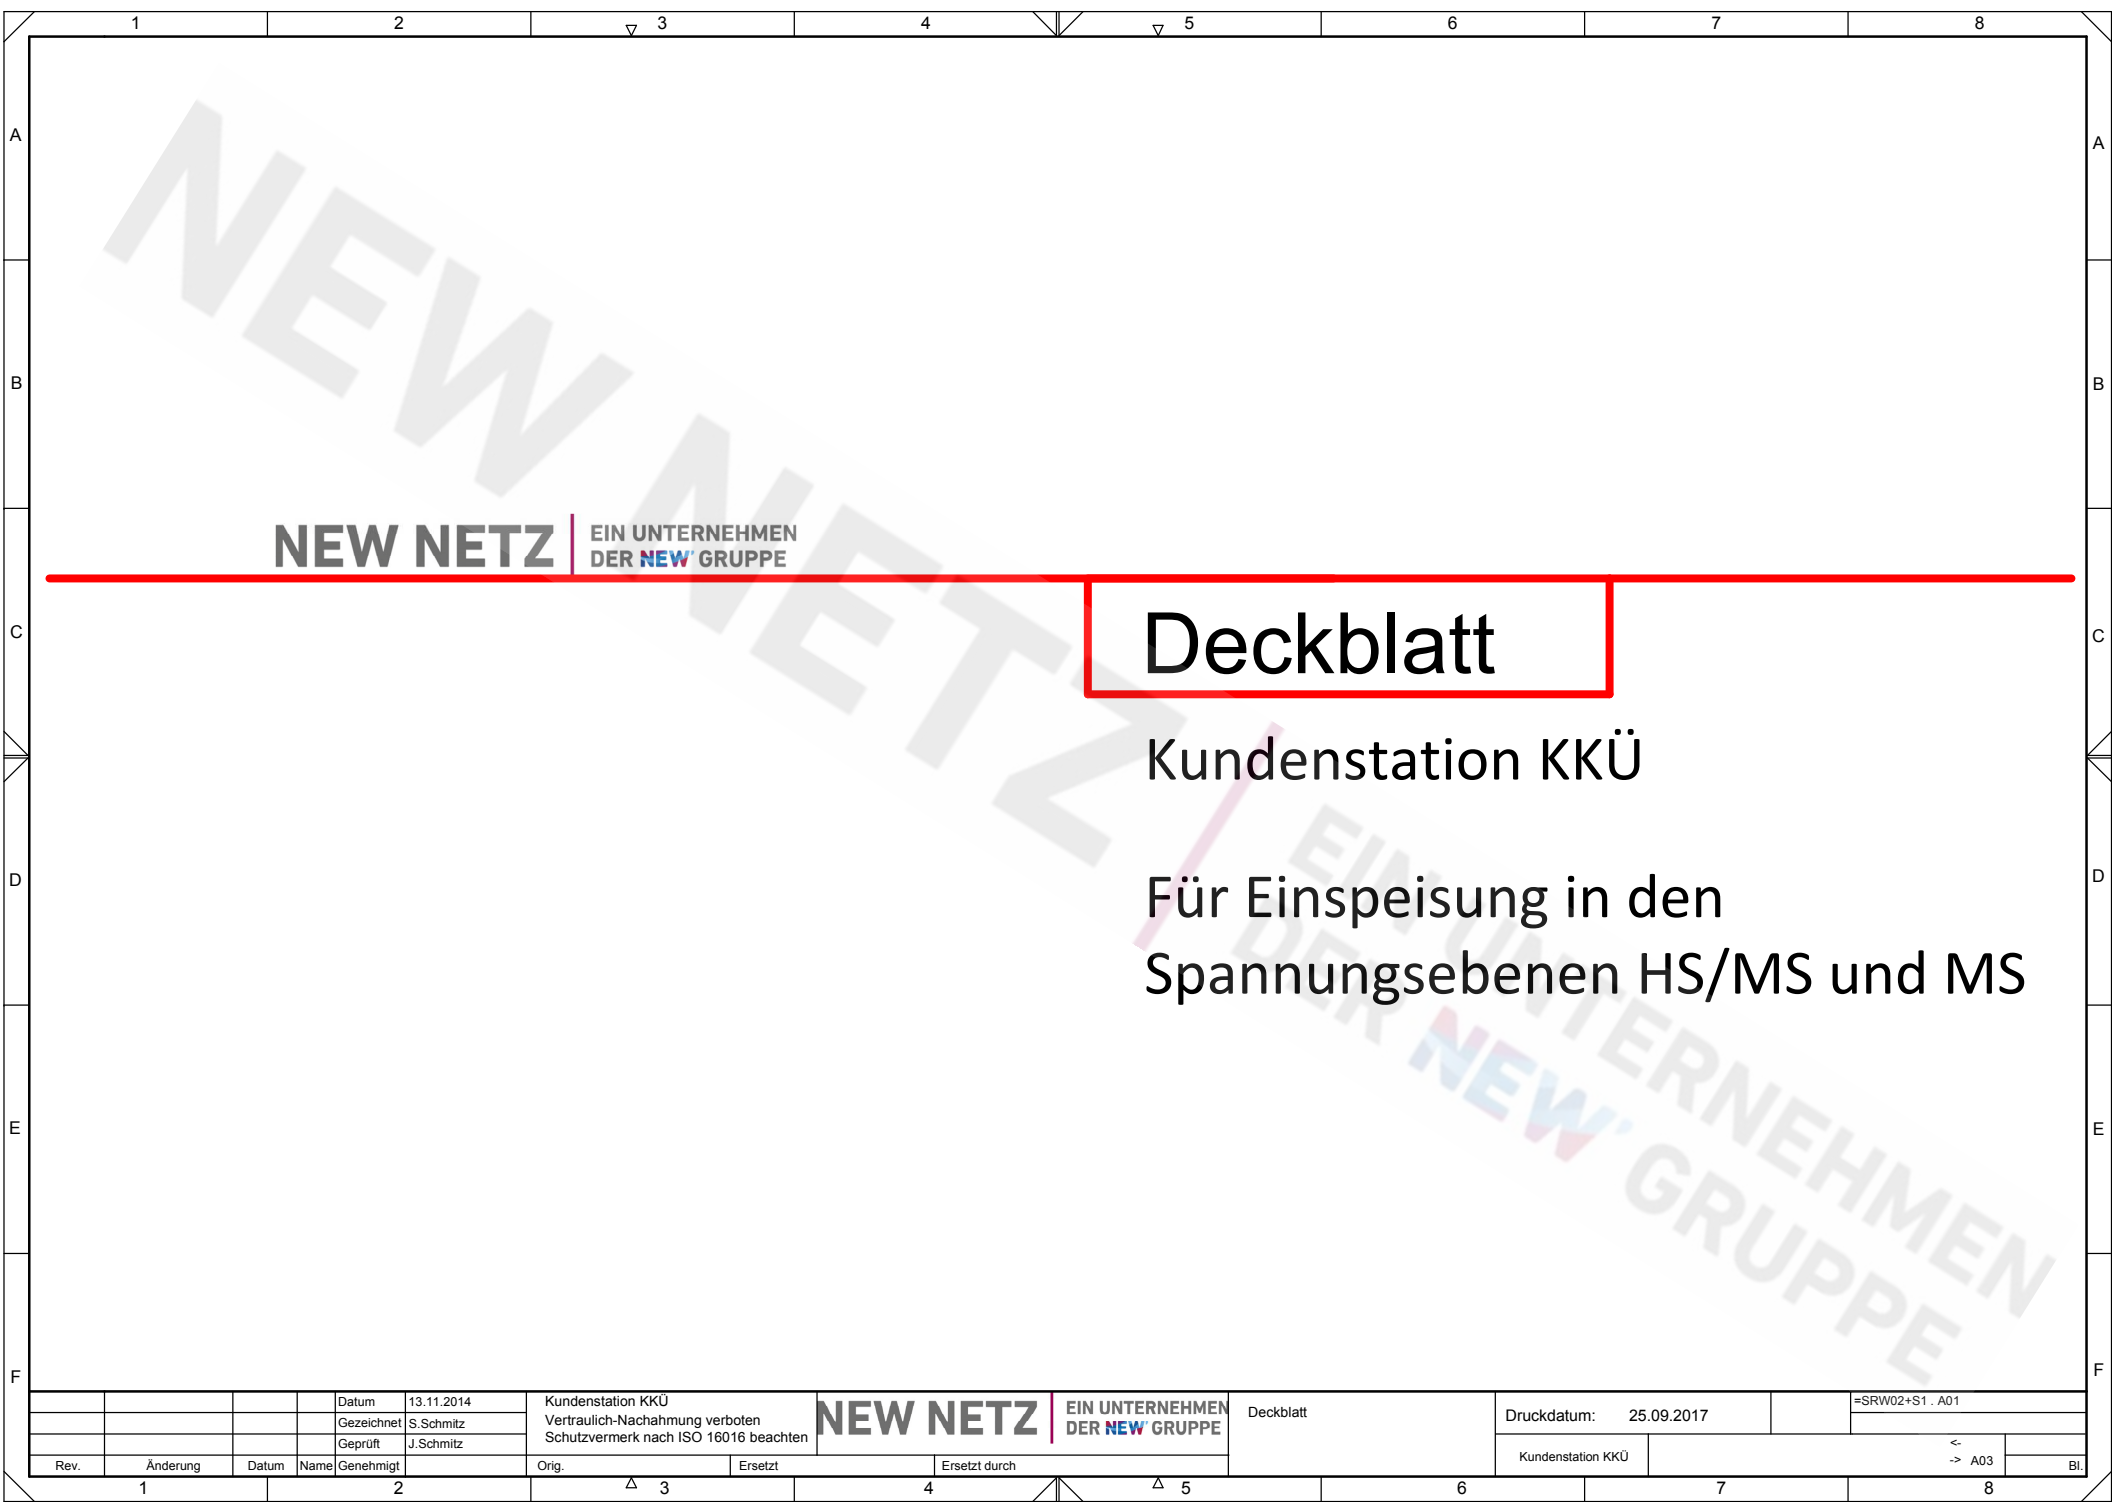 1 2 3 4 5 6 7 8
A A
NEW NETZ EIN UNTERNEHMEN
DER NEW' GRUPPE
B B
NEW NETZ EIN UNTERNEHMEN
DER NEW' GRUPPE
Deckblatt
C C
Kundenstation KKÜ
D D
Für Einspeisung in den
Spannungsebenen HS/MS und MS
E E
F F
Datum 13.11.2014
Gezeichnet S.Schmitz
Geprüft J.Schmitz
Rev. Änderung Datum Name Genehmigt
Kundenstation KKÜ
Vertraulich-Nachahmung verboten
Schutzvermerk nach ISO 16016 beachten
Orig. Ersetzt Ersetzt durch
NEW NETZ EIN UNTERNEHMEN
DER NEW' GRUPPE
Deckblatt
Druckdatum: 25.09.2017
Kundenstation KKÜ
=SRW02+S1 . A01
<-
-> A03
Bl.
1 2 3 4 5 6 7 8